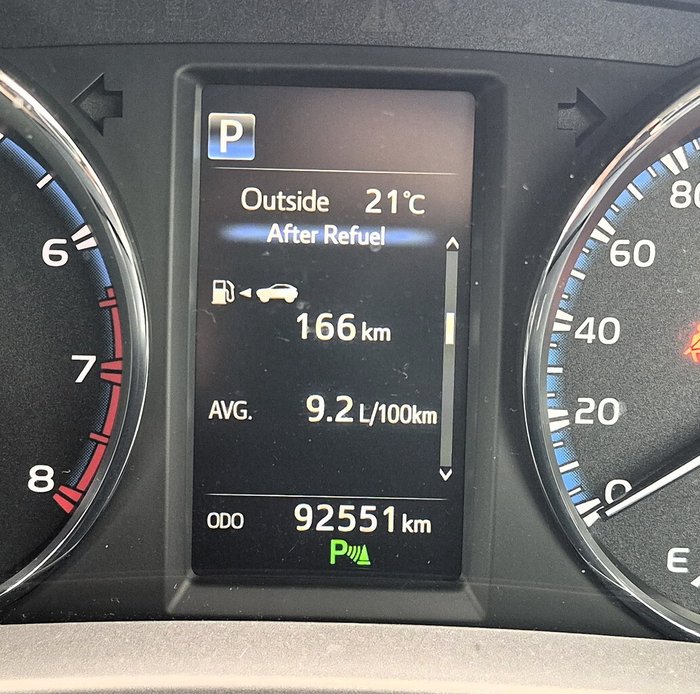 P
Outside 21°C
After Refuel
166 km
AVG. 9.2 L/100km
ODO 92551 km
P
6
7
8
80
60
40
20
0
E